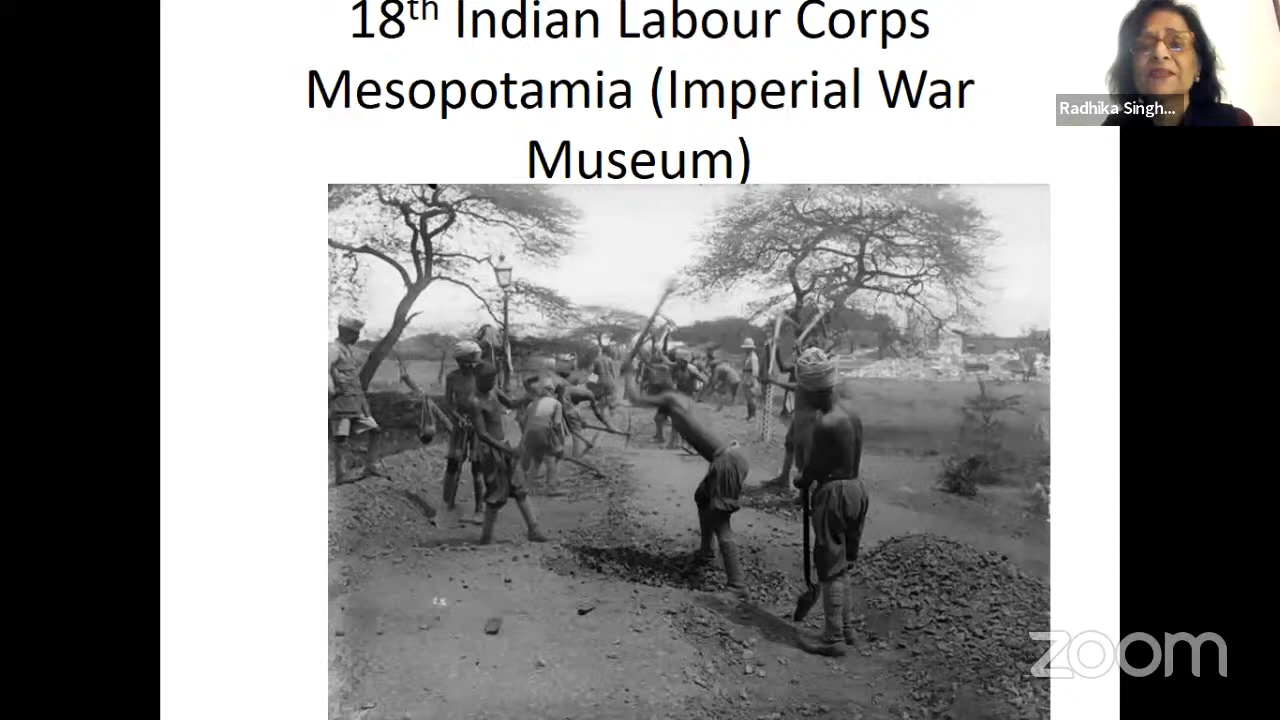 18th Indian Labour Corps
Mesopotamia (Imperial War
Museum)
Radhika Singh...
zoom